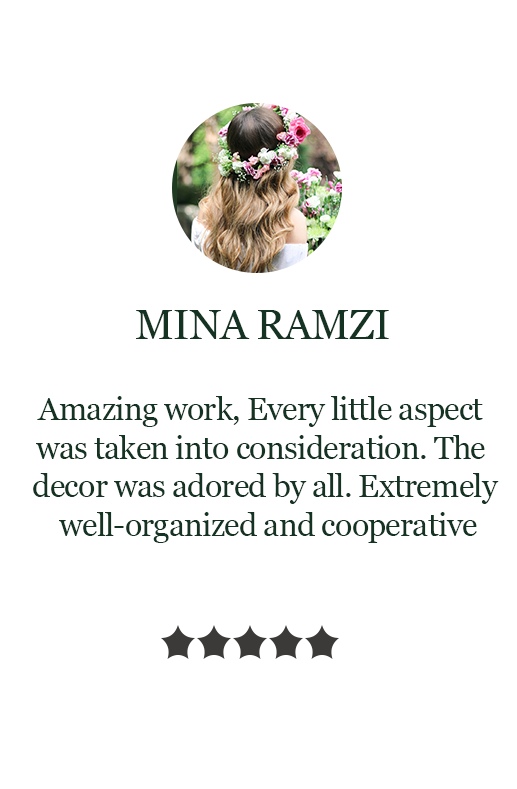 MINA RAMZI
Amazing work, Every little aspect
was taken into consideration. The
decor was adored by all. Extremely
well-organized and cooperative